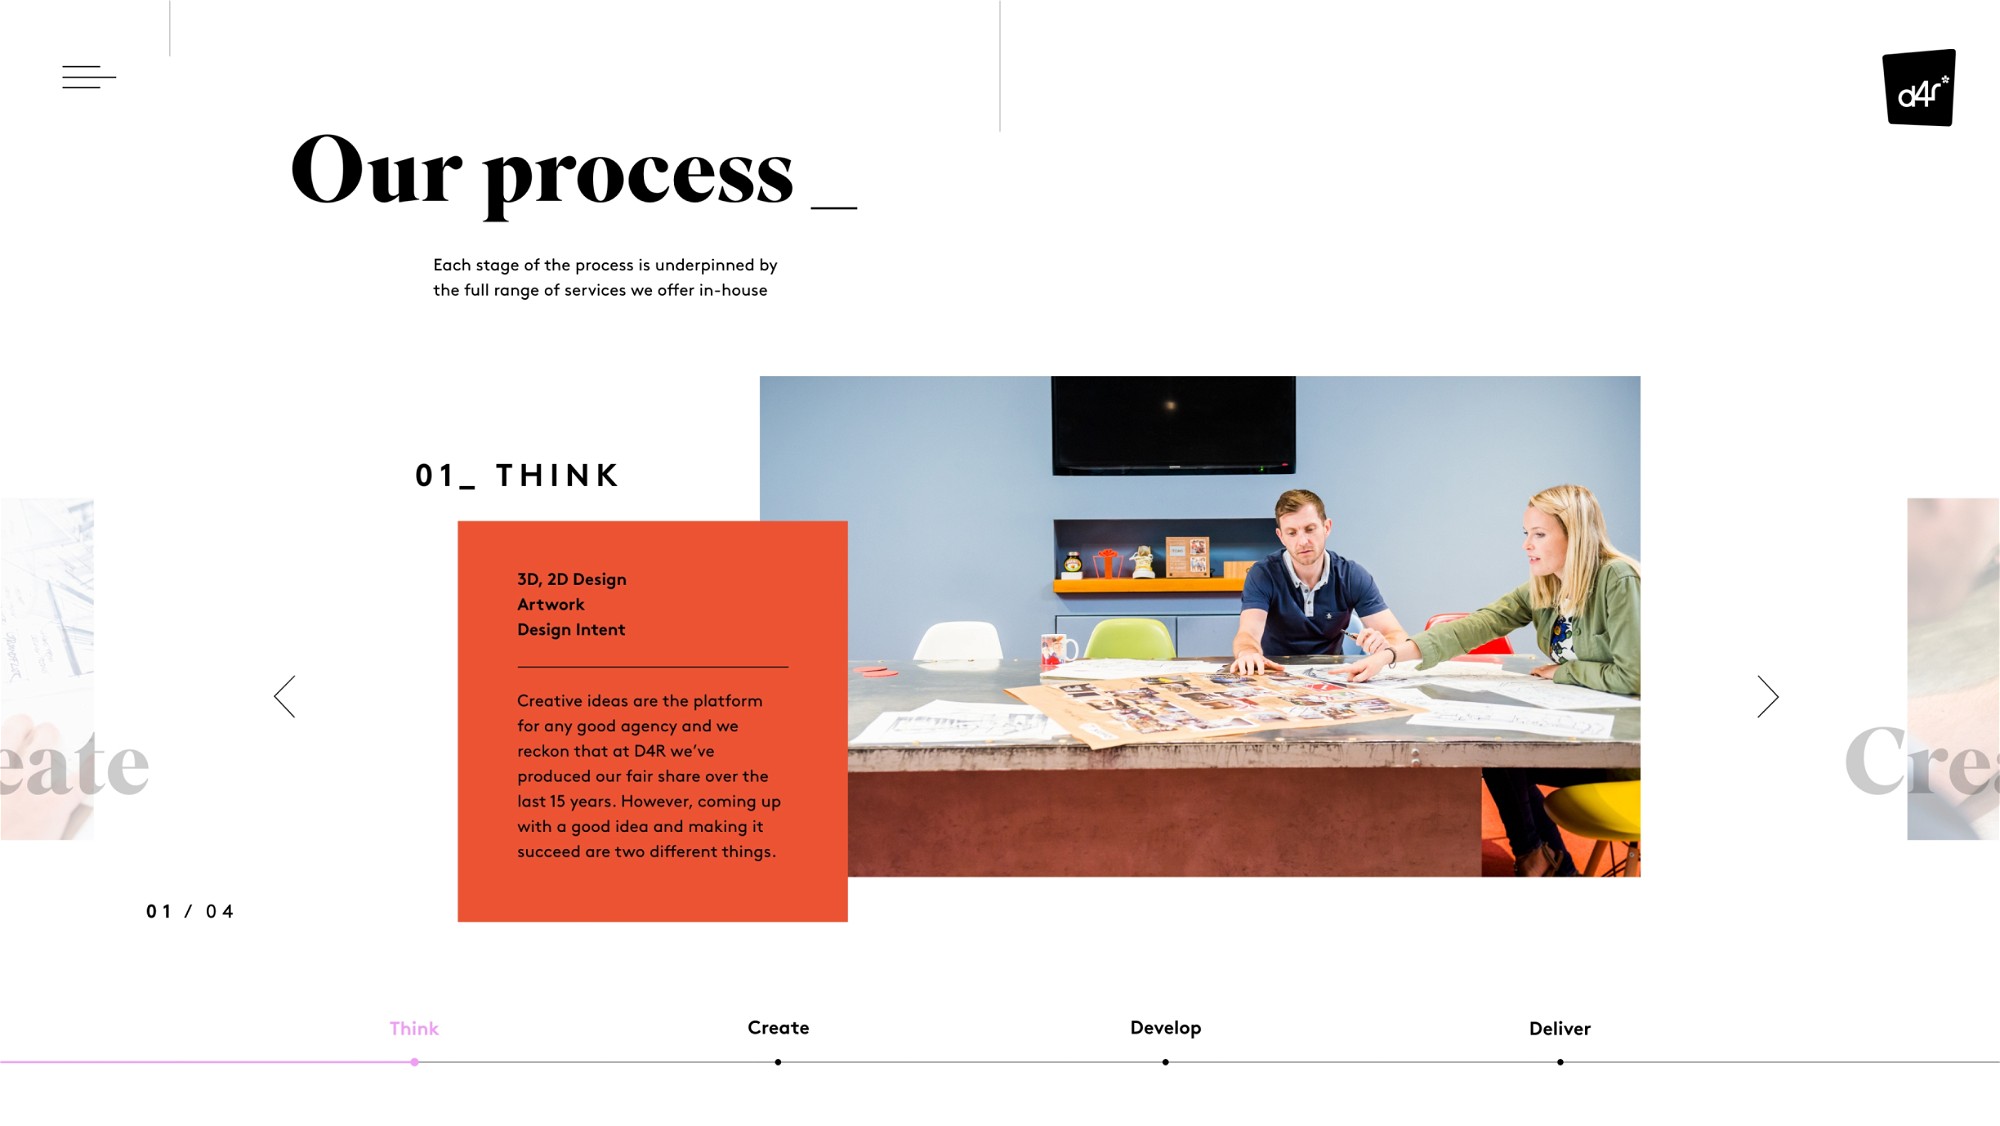 d4r
Our process _
Each stage of the process is underpinned by
the full range of services we offer in-house
01_ THINK
3D, 2D Design
Artwork
Design Intent
Creative ideas are the platform
for any good agency and we
reckon that at D4R we’ve
produced our fair share over the
last 15 years. However, coming up
with a good idea and making it
succeed are two different things.
eate
Crea
01 / 04
Think
Create
Develop
Deliver